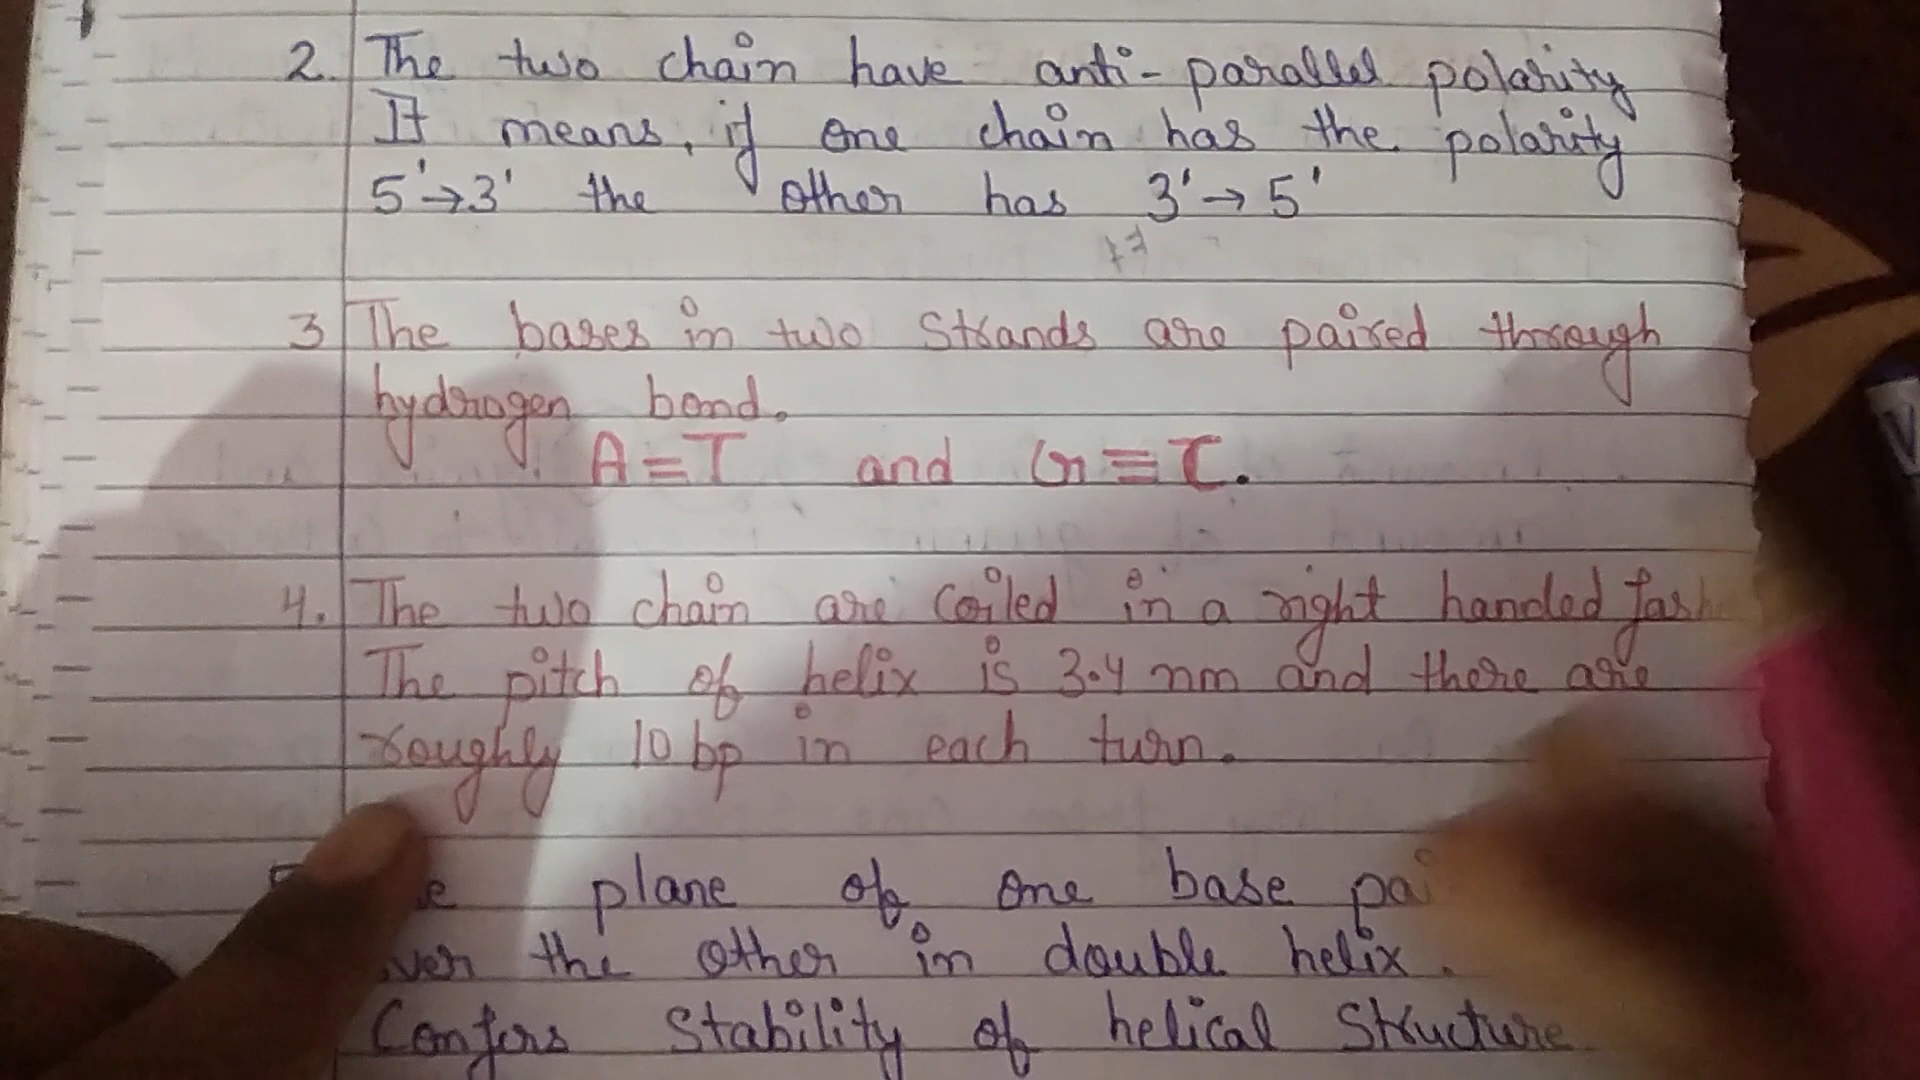 2. The two chain have anti-parallel polarity
It means, if one chain has the polarity
5'→3' the other has 3'→5'
3 The bases in two strands are paired through
hydrogen bond.
A=T and G≡C.
4. The two chain are coiled in a right handed fash
The pitch of helix is 3.4 nm and there are
roughly 10 bp in each turn.
plane of one base pai
the other in double helix.
Confers stability of helical structure